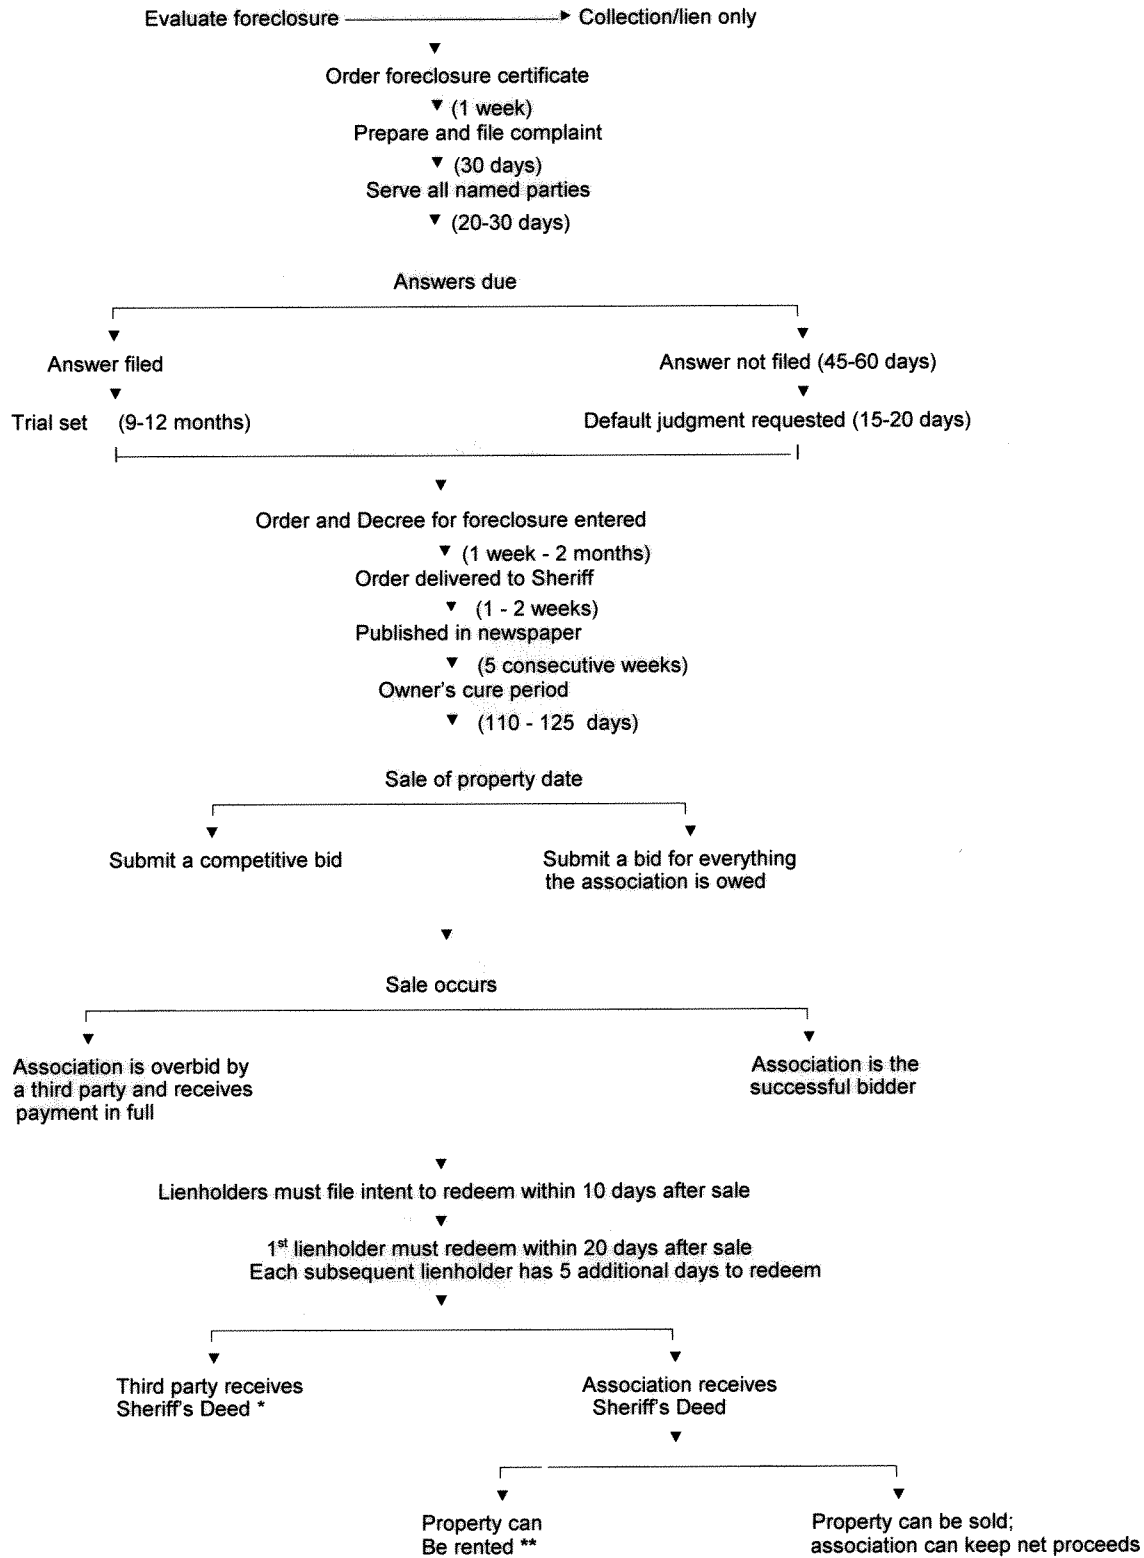 Evaluate foreclosure Collection/lien only
Order foreclosure certificate
(1 week)
Prepare and file complaint
(30 days)
Serve all named parties
(20-30 days)
Answers due
Answer filed
Answer not filed (45-60 days)
Trial set (9-12 months)
Default judgment requested (15-20 days)
Order and Decree for foreclosure entered
(1 week - 2 months)
Order delivered to Sheriff
(1 - 2 weeks)
Published in newspaper
(5 consecutive weeks)
Owner's cure period
(110 - 125 days)
Sale of property date
Submit a competitive bid
Submit a bid for everything
the association is owed
Sale occurs
Association is overbid by
a third party and receives
payment in full
Association is the
successful bidder
Lienholders must file intent to redeem within 10 days after sale
1st lienholder must redeem within 20 days after sale
Each subsequent lienholder has 5 additional days to redeem
Third party receives
Sheriff's Deed *
Association receives
Sheriff's Deed
Property can
Be rented **
Property can be sold;
association can keep net proceeds